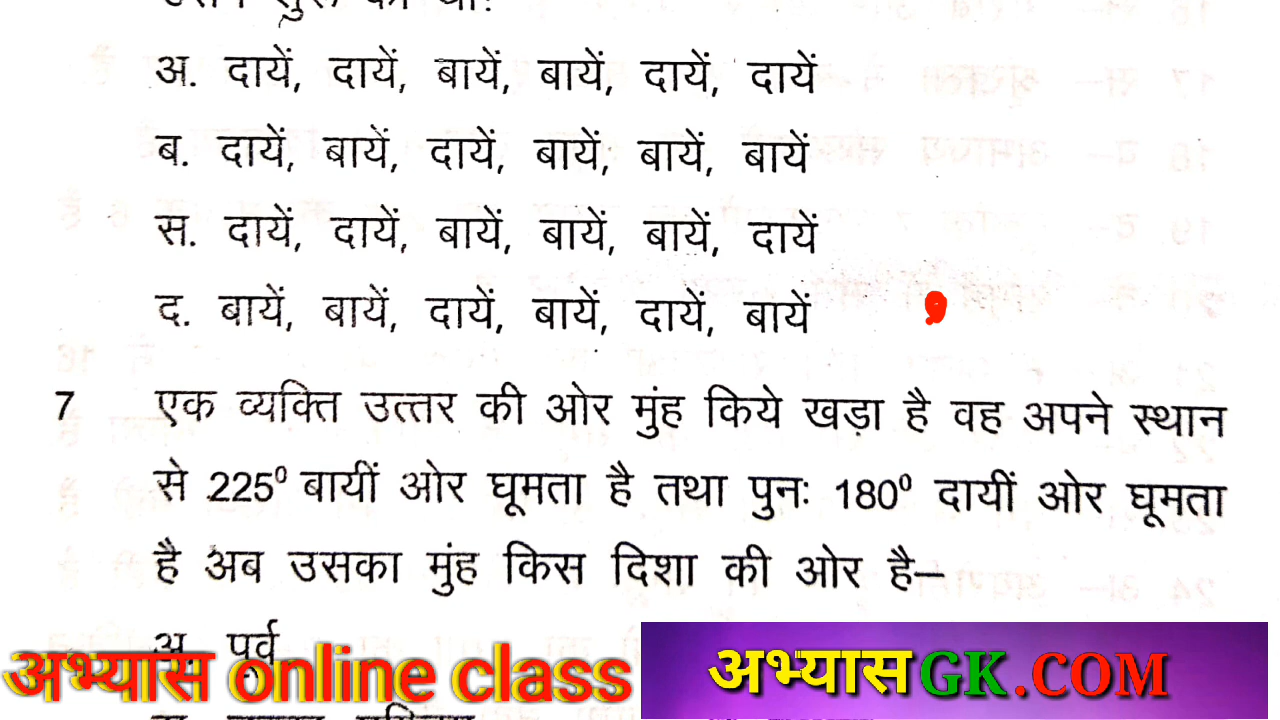 अ. दायें, दायें, बायें, बायें, दायें, दायें
ब. दायें, बायें, दायें, बायें, बायें, बायें
स. दायें, दायें, बायें, बायें, बायें, दायें
द. बायें, बायें, दायें, बायें, दायें, बायें
7 एक व्यक्ति उत्तर की ओर मुंह किये खड़ा है वह अपने स्थान
से 225⁰ बायीं ओर घूमता है तथा पुनः 180⁰ दायीं ओर घूमता
है अब उसका मुंह किस दिशा की ओर है–
अ. पूर्व
अभ्यास online class
अभ्यास GK.COM